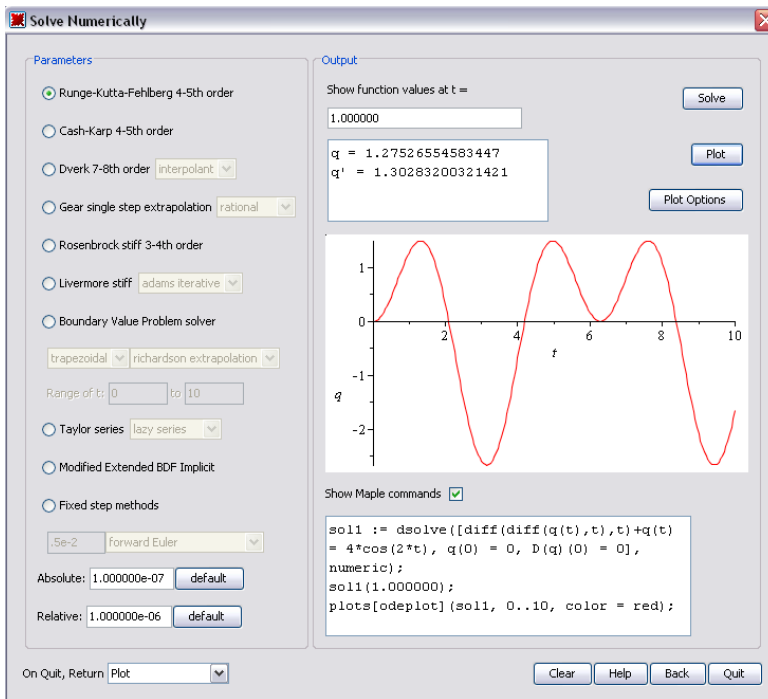 Solve Numerically
Parameters
Runge-Kutta-Fehlberg 4-5th order
Cash-Karp 4-5th order
Dverk 7-8th order interpolant
Gear single step extrapolation rational
Rosenbrock stiff 3-4th order
Livermore stiff adams iterative
Boundary Value Problem solver
trapezoidal richardson extrapolation
Range of t: 0 to 10
Taylor series lazy series
Modified Extended BDF Implicit
Fixed step methods
.5e-2 forward Euler
Absolute: 1.000000e-07 default
Relative: 1.000000e-06 default
Output
Show function values at t =
1.000000
Solve
q = 1.27526554583447
q' = 1.30283200321421
Plot
Plot Options
1
0
-1
-2
q
2
4
6
8
10
t
Show Maple commands
sol1 := dsolve([diff(diff(q(t),t),t)+q(t)
= 4*cos(2*t), q(0) = 0, D(q)(0) = 0],
numeric);
sol1(1.000000);
plots[odeplot](sol1, 0..10, color = red);
On Quit, Return Plot
Clear Help Back Quit